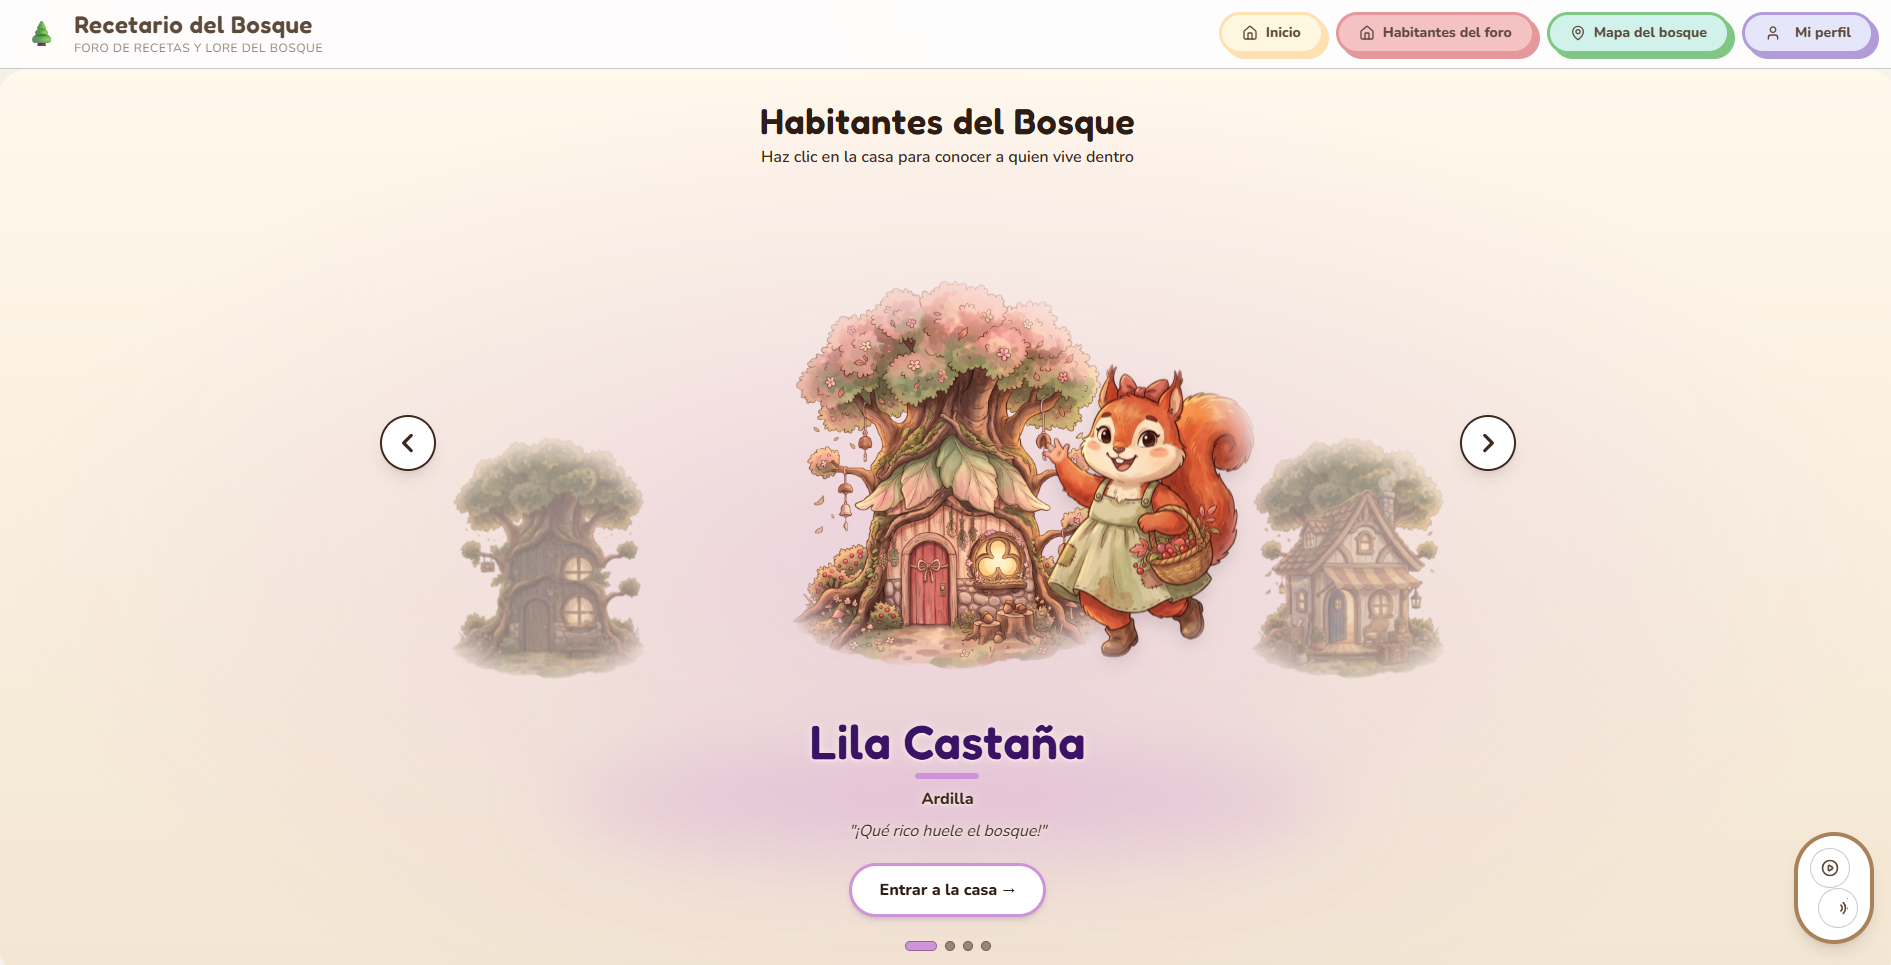 Recetario del Bosque
FORO DE RECETAS Y LORE DEL BOSQUE
Inicio
Habitantes del foro
Mapa del bosque
Mi perfil
Habitantes del Bosque
Haz clic en la casa para conocer a quien vive dentro
Lila Castaña
Ardilla
"¡Qué rico huele el bosque!"
Entrar a la casa →